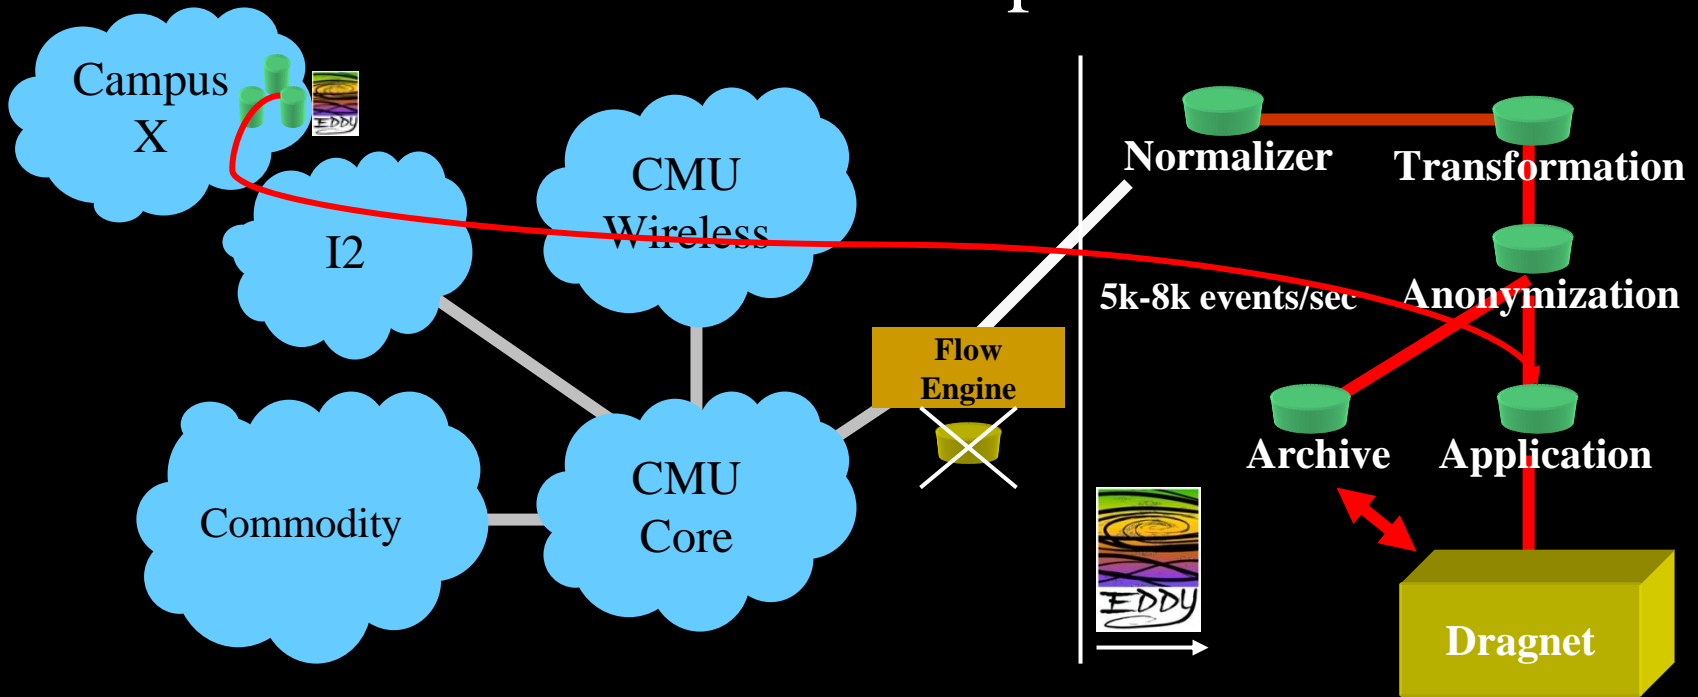 Campus
X
EDDY
I2
CMU
Wireless
Commodity
CMU
Core
Flow
Engine
Normalizer
Transformation
5k-8k events/sec
Anonymization
Archive
Application
EDDY
Dragnet